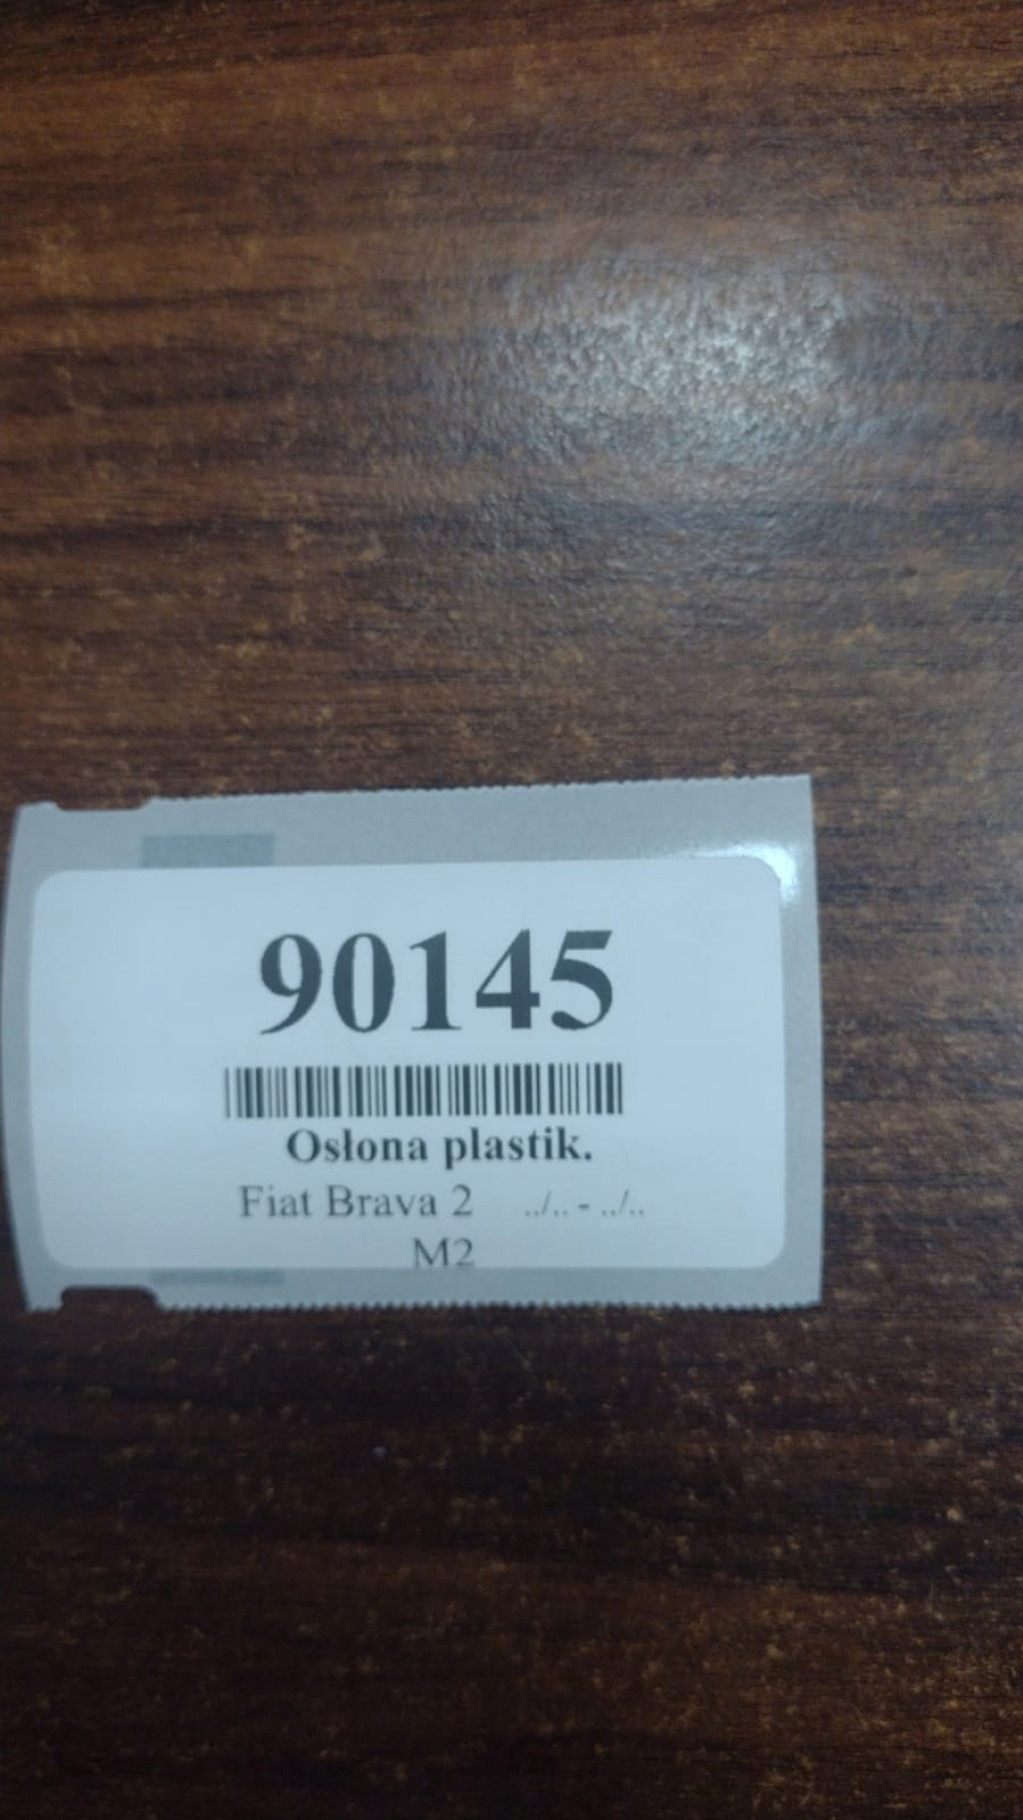 90145
Osłona plastik.
Fiat Brava 2 ../.. - ../..
M2